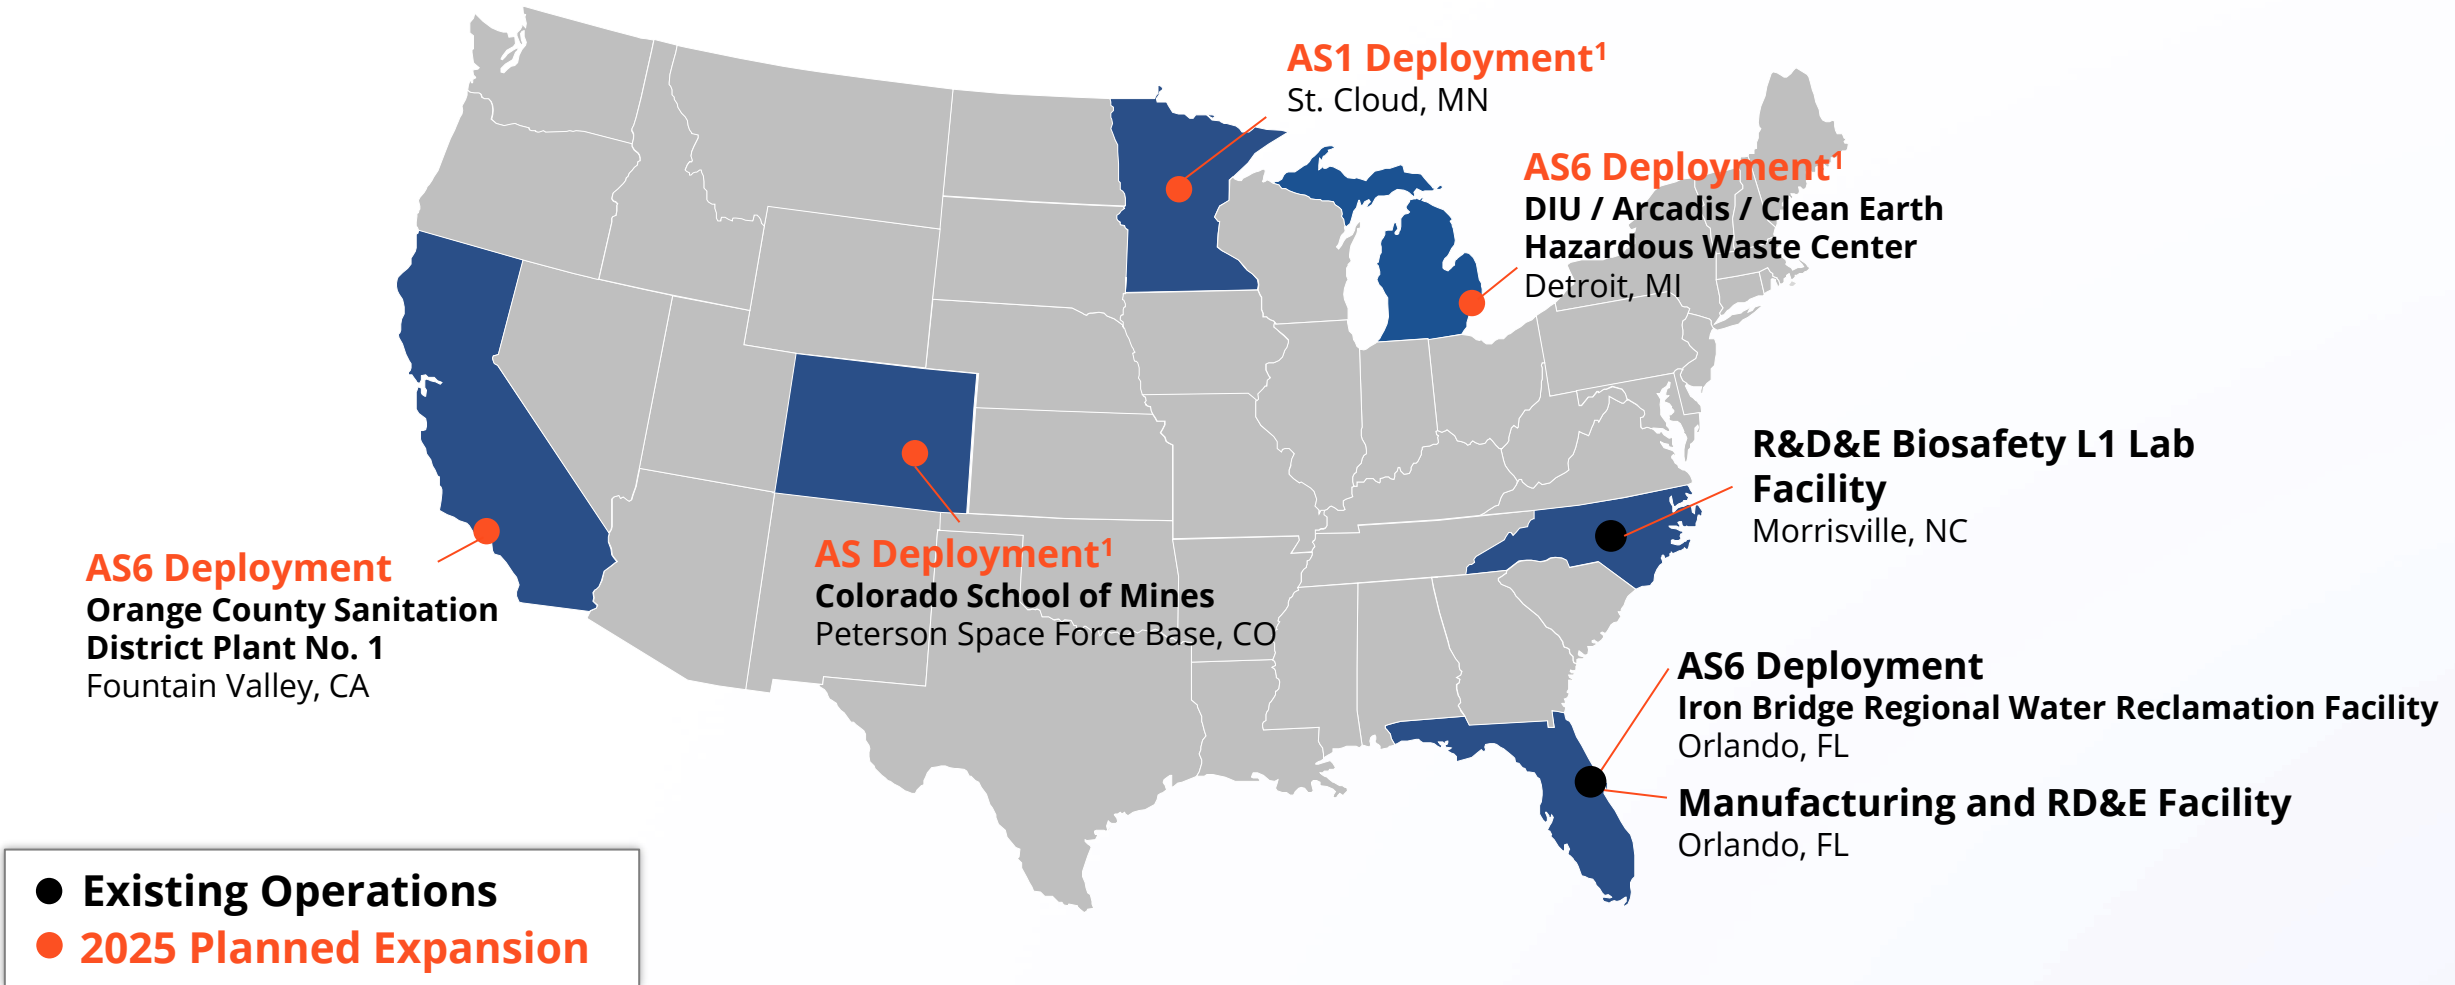 AS1 Deployment¹
St. Cloud, MN
AS6 Deployment¹
DIU / Arcadis / Clean Earth
Hazardous Waste Center
Detroit, MI
R&D&E Biosafety L1 Lab
Facility
Morrisville, NC
AS6 Deployment
Orange County Sanitation
District Plant No. 1
Fountain Valley, CA
AS Deployment¹
Colorado School of Mines
Peterson Space Force Base, CO
AS6 Deployment
Iron Bridge Regional Water Reclamation Facility
Orlando, FL
Manufacturing and RD&E Facility
Orlando, FL
Existing Operations
2025 Planned Expansion